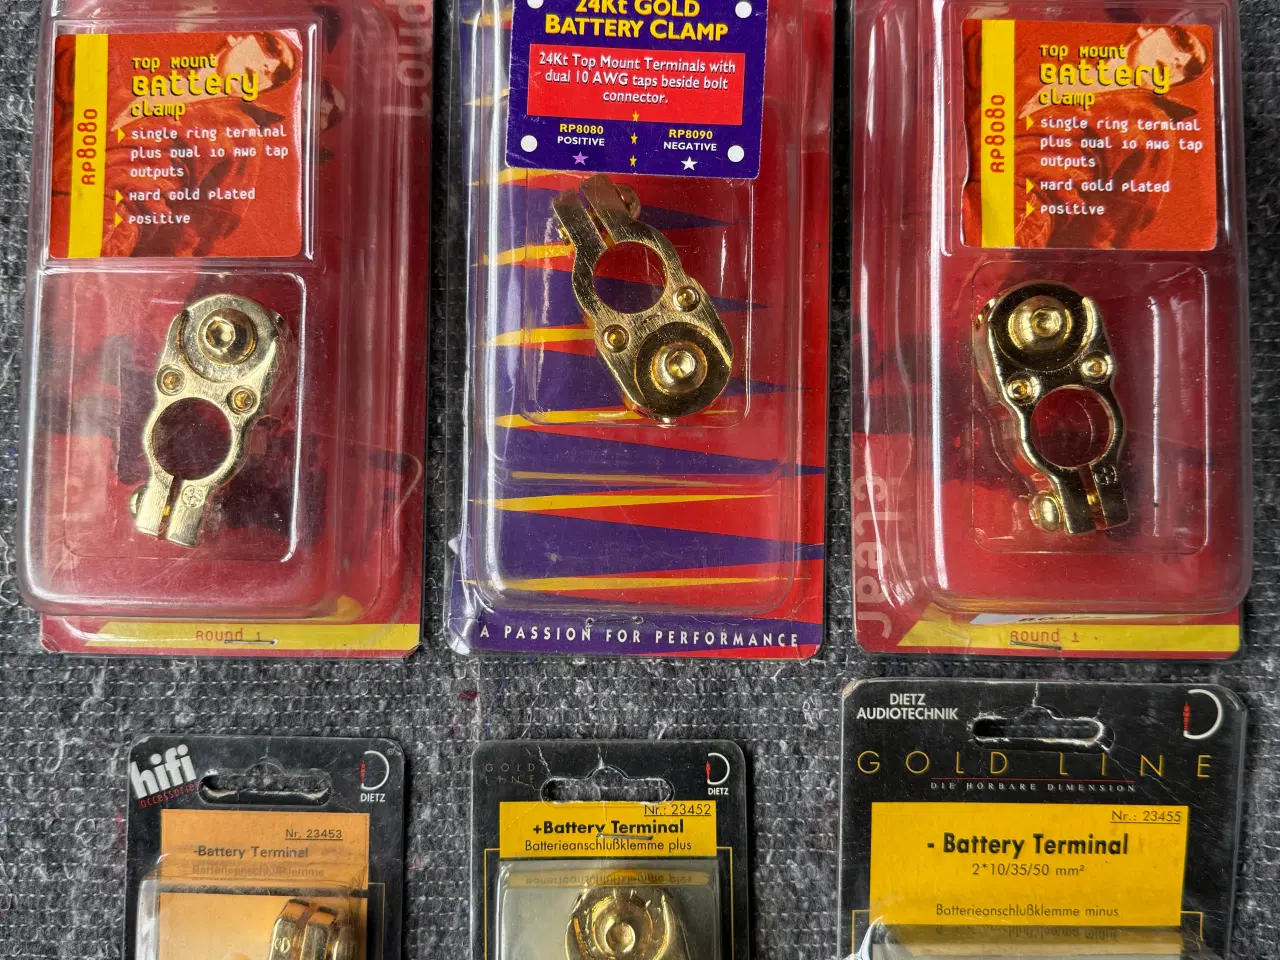 RP8080
Top Mount
Battery
clamp
single ring terminal
plus Dual 10 AWG tap
outputs
Hard Gold Plated
Positive
Round 1
24Kt GOLD
BATTERY CLAMP
24Kt Top Mount Terminals with
dual 10 AWG taps beside bolt
connector.
RP8080
POSITIVE
RP8090
NEGATIVE
A PASSION FOR PERFORMANCE
RP8080
Top Mount
Battery
clamp
single ring terminal
plus Dual 10 AWG tap
outputs
Hard Gold Plated
Positive
Round 1
hifi
accessories
DIETZ
Nr. 23453
-Battery Terminal
Batterieanschlußklemme
GOLD
LINE
DIETZ
Nr.: 23452
+Battery Terminal
Batterieanschlußklemme plus
DIETZ
AUDIOTECHNIK
GOLD LINE
DIE HÖRBARE DIMENSION
Nr.: 23455
- Battery Terminal
2*10/35/50 mm²
Batterieanschlußklemme minus